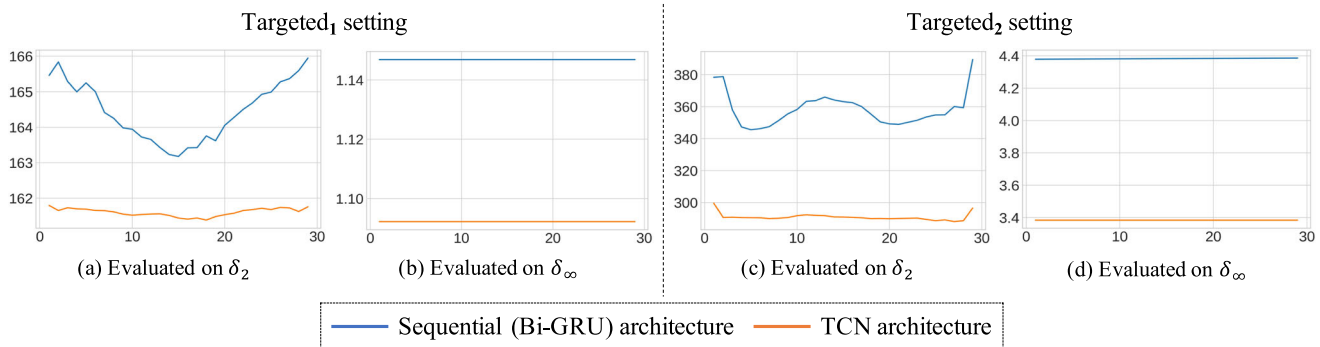 Targeted₁ setting
Targeted₂ setting
166
165
164
163
162
0 10 20 30
(a) Evaluated on δ₂
1.14
1.12
1.10
0 10 20 30
(b) Evaluated on δ∞
380
360
340
320
300
0 10 20 30
(c) Evaluated on δ₂
4.4
4.2
4.0
3.8
3.6
3.4
0 10 20 30
(d) Evaluated on δ∞
Sequential (Bi-GRU) architecture
TCN architecture